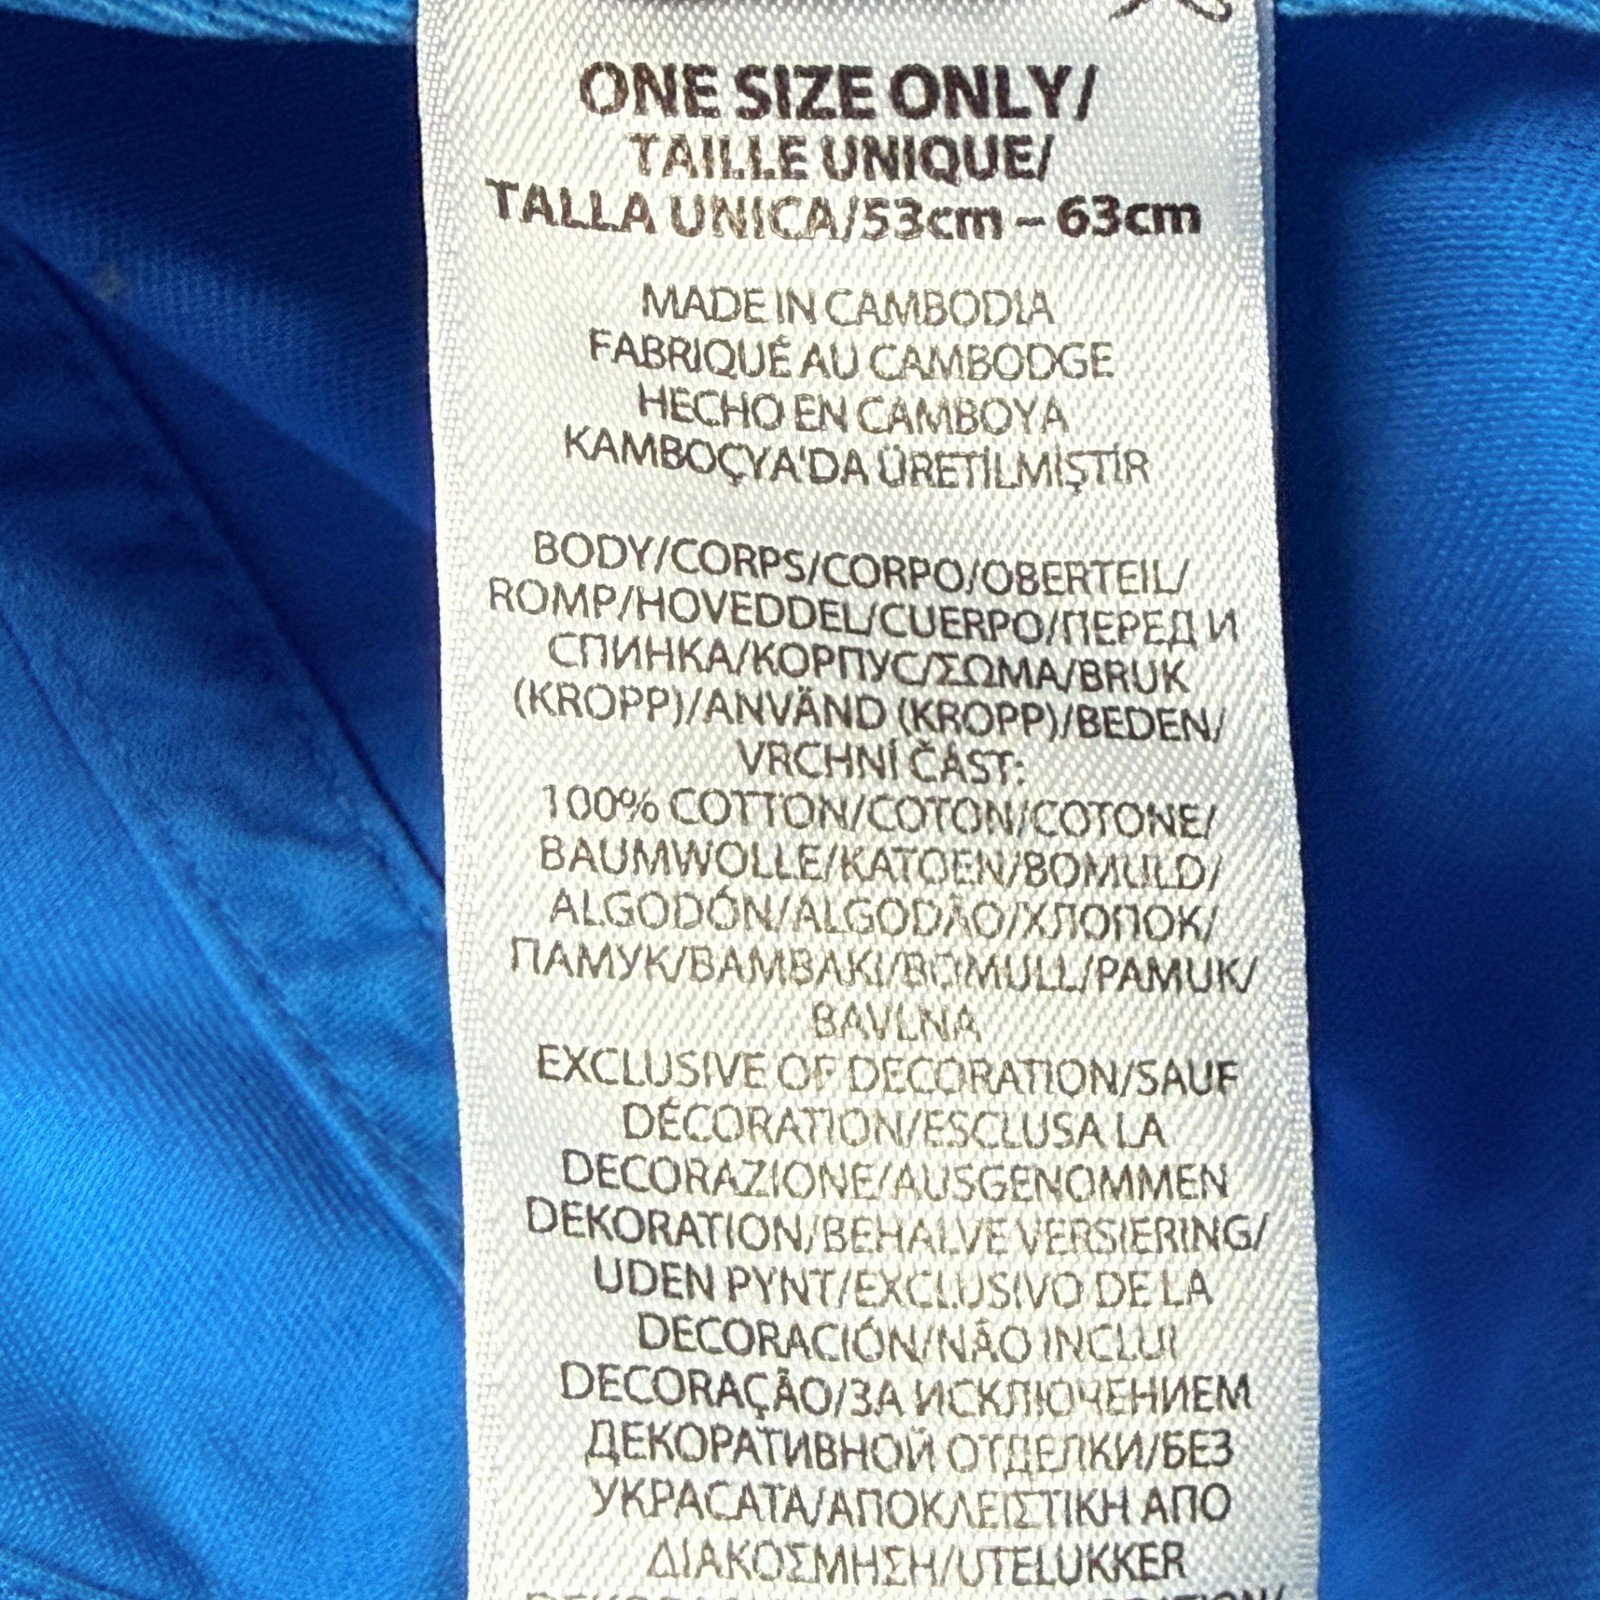 ONE SIZE ONLY/
TAILLE UNIQUE/
TALLA UNICA/53cm – 63cm
MADE IN CAMBODIA
FABRIQUÉ AU CAMBODGE
HECHO EN CAMBOYA
KAMBOÇYA'DA ÜRETİLMİŞTİR
BODY/CORPS/CORPO/OBERTEIL/
ROMP/HOVEDDEL/CUERPO/ПЕРЕД И
СПИНКА/КОРПУС/ΣΩΜΑ/BRUK
(KROPP)/ANVÄND (KROPP)/BEDEN/
VRCHNÍ ČÁST:
100% COTTON/COTON/COTONE/
BAUMWOLLE/KATOEN/BOMULD/
ALGODÓN/ALGODÃO/ХЛОПОК/
ПАМУК/ΒΑΜΒΑΚΙ/BOMULL/PAMUK/
BAVLNA
EXCLUSIVE OF DECORATION/SAUF
DÉCORATION/ESCLUSA LA
DECORAZIONE/AUSGENOMMEN
DEKORATION/BEHALVE VERSIERING/
UDEN PYNT/EXCLUSIVO DE LA
DECORACIÓN/NÃO INCLUI
DECORAÇÃO/ЗА ИСКЛЮЧЕНИЕМ
ДЕКОРАТИВНОЙ ОТДЕЛКИ/БЕЗ
УКРАСАТА/ΑΠΟΚΛΕΙΣΤΙΚΗ ΑΠΟ
ΔΙΑΚΟΣΜΗΣΗ/UTELUKKER